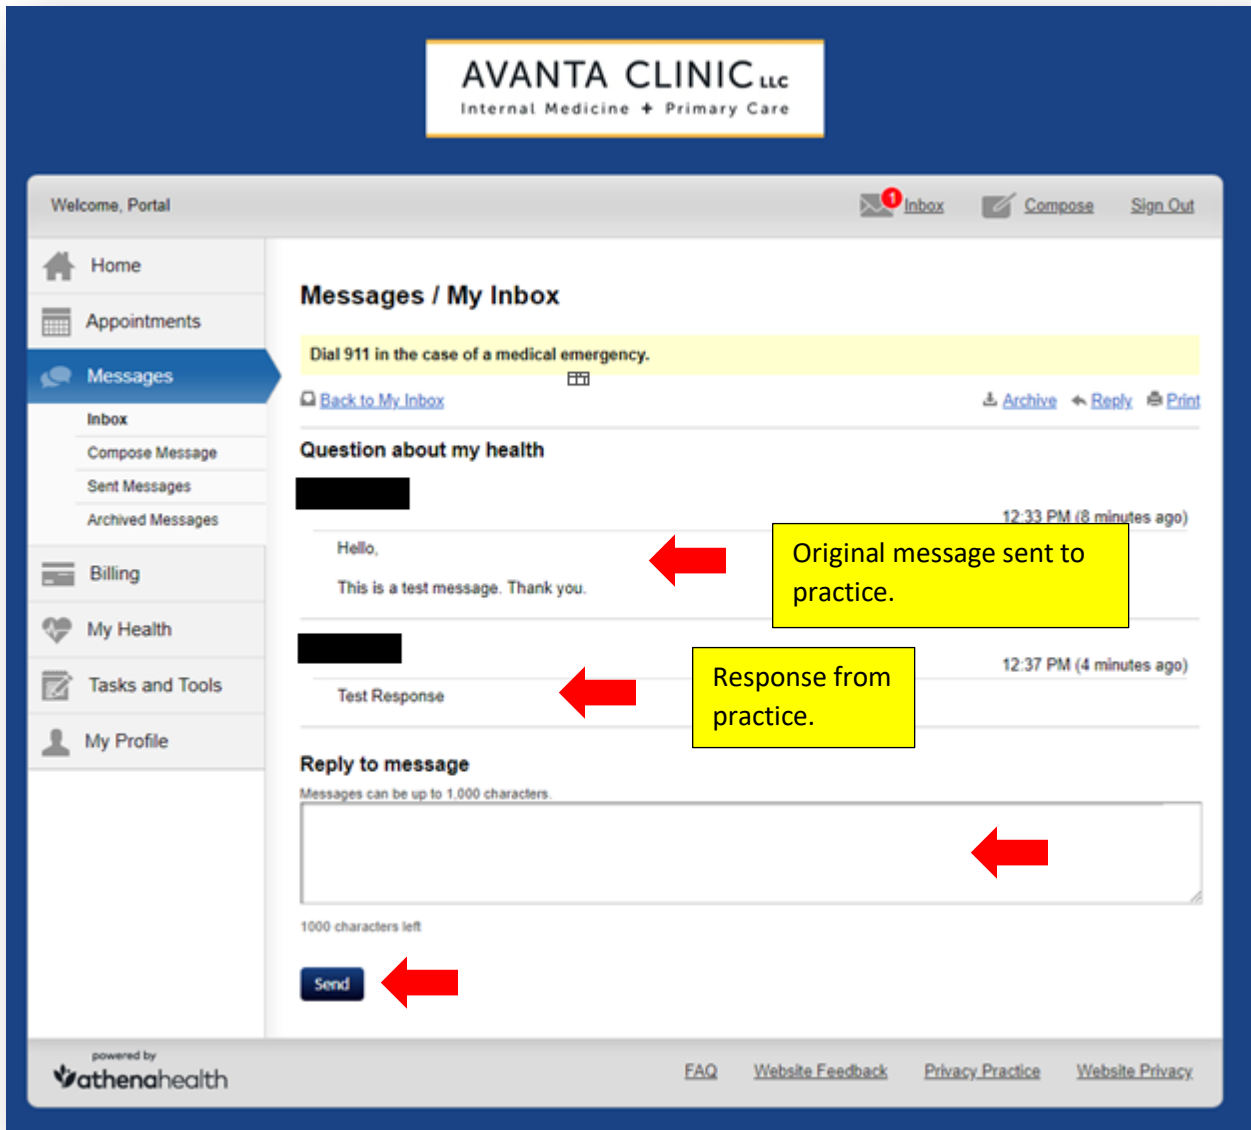 AVANTA CLINIC LLC
Internal Medicine + Primary Care
Welcome, Portal
1
Inbox
Compose
Sign Out
Home
Appointments
Messages
Inbox
Compose Message
Sent Messages
Archived Messages
Billing
My Health
Tasks and Tools
My Profile
Messages / My Inbox
Dial 911 in the case of a medical emergency.
Back to My Inbox
Archive Reply Print
Question about my health
12:33 PM (8 minutes ago)
Hello,
This is a test message. Thank you.
Original message sent to
practice.
12:37 PM (4 minutes ago)
Test Response
Response from
practice.
Reply to message
Messages can be up to 1,000 characters.
1000 characters left
Send
powered by
athenahealth
FAQ Website Feedback Privacy Practice Website Privacy